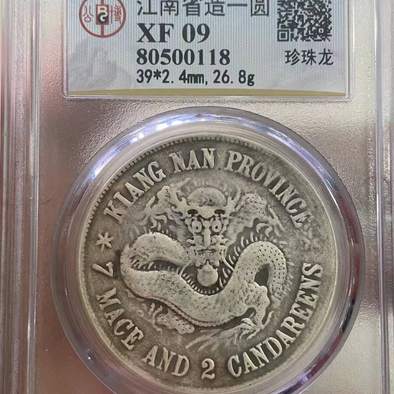 江南省造一圆
XF 09
80500118
39*2.4mm, 26.8g
珍珠龙
KIANG NAN PROVINCE
7 MACE AND 2 CANDAREENS